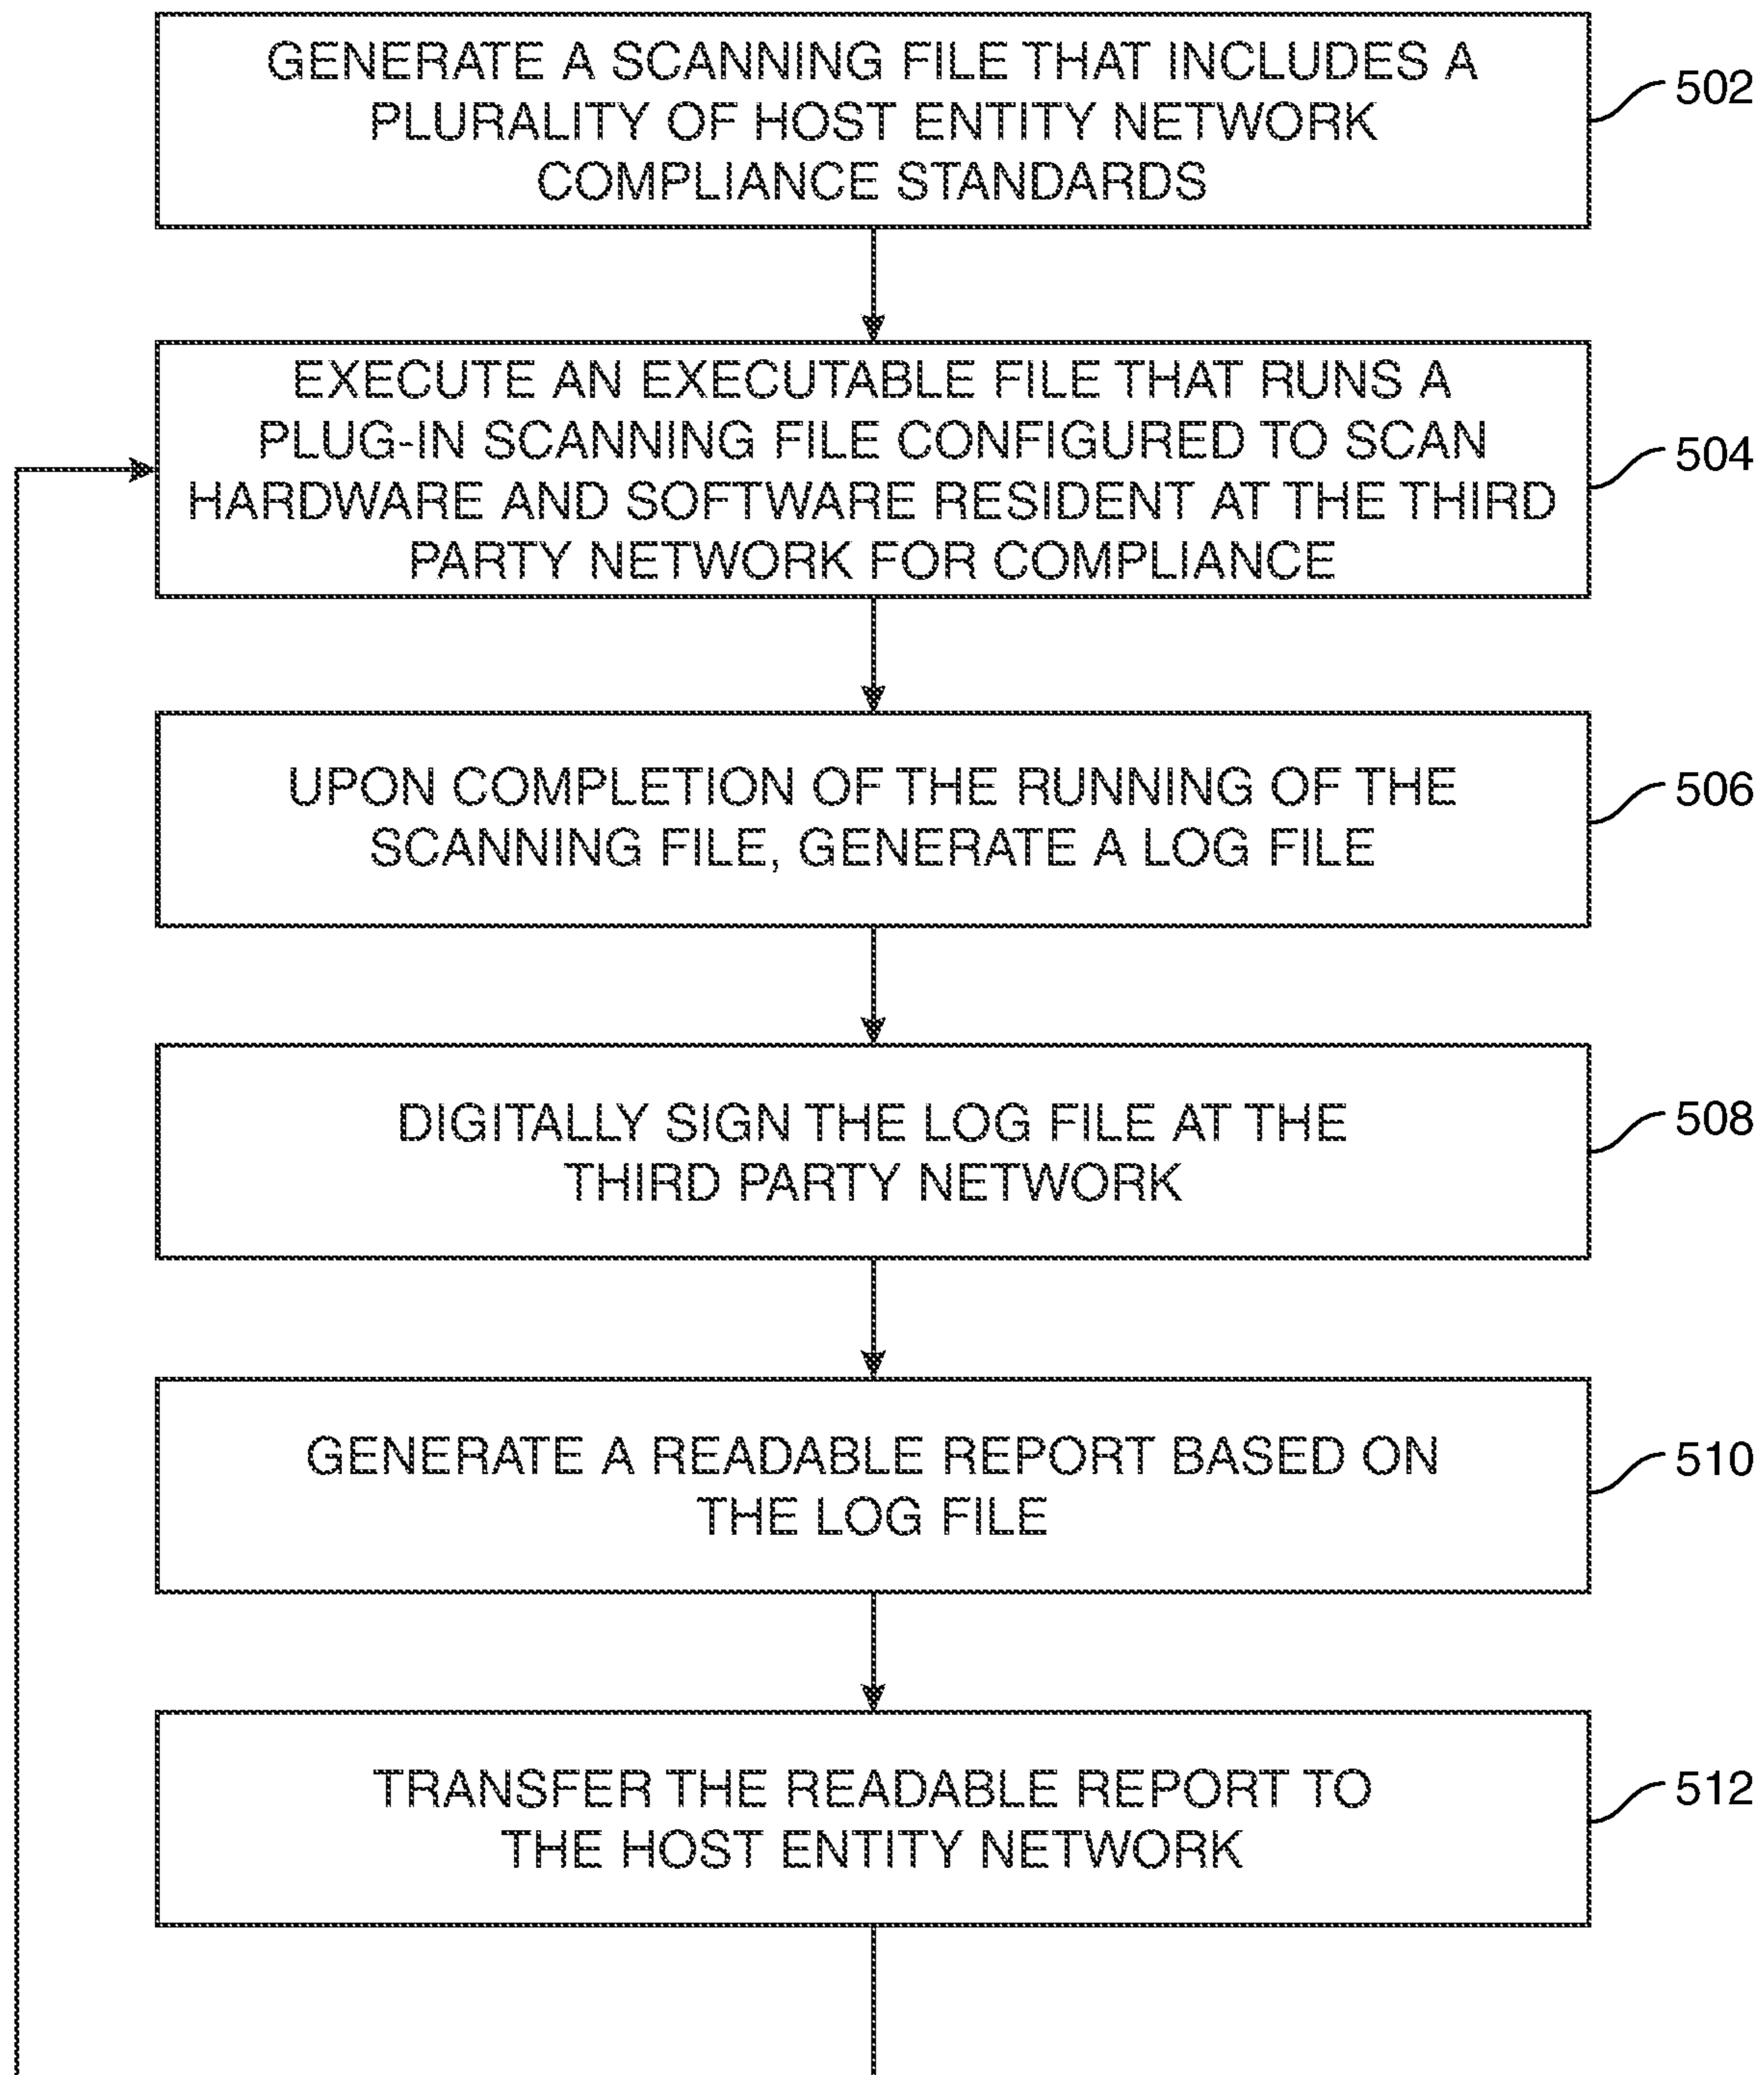 GENERATE A SCANNING FILE THAT INCLUDES A
PLURALITY OF HOST ENTITY NETWORK
COMPLIANCE STANDARDS
502
EXECUTE AN EXECUTABLE FILE THAT RUNS A
PLUG-IN SCANNING FILE CONFIGURED TO SCAN
HARDWARE AND SOFTWARE RESIDENT AT THE THIRD
PARTY NETWORK FOR COMPLIANCE
504
UPON COMPLETION OF THE RUNNING OF THE
SCANNING FILE, GENERATE A LOG FILE
506
DIGITALLY SIGN THE LOG FILE AT THE
THIRD PARTY NETWORK
508
GENERATE A READABLE REPORT BASED ON
THE LOG FILE
510
TRANSFER THE READABLE REPORT TO
THE HOST ENTITY NETWORK
512